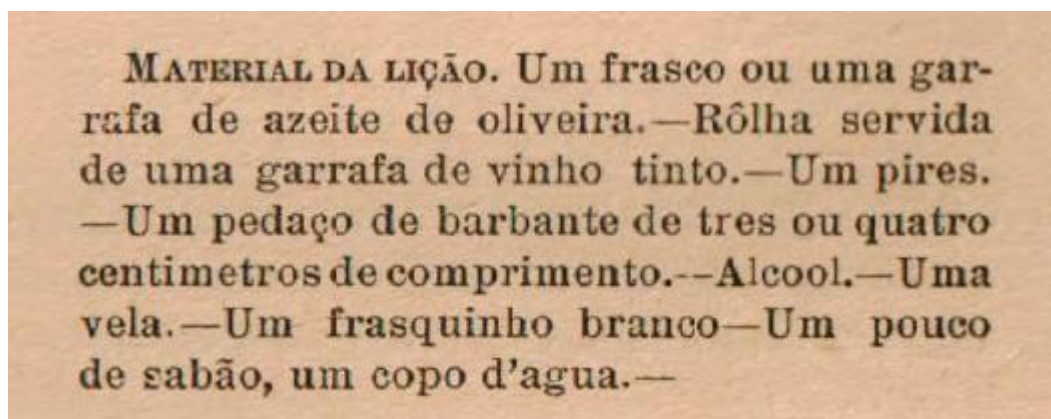 MATERIAL DA LIÇÃO. Um frasco ou uma gar-
rafa de azeite de oliveira.—Rôlha servida
de uma garrafa de vinho tinto.—Um pires.
—Um pedaço de barbante de tres ou quatro
centimetros de comprimento.--Alcool.—Uma
vela.—Um frasquinho branco—Um pouco
de sabão, um copo d'agua.—